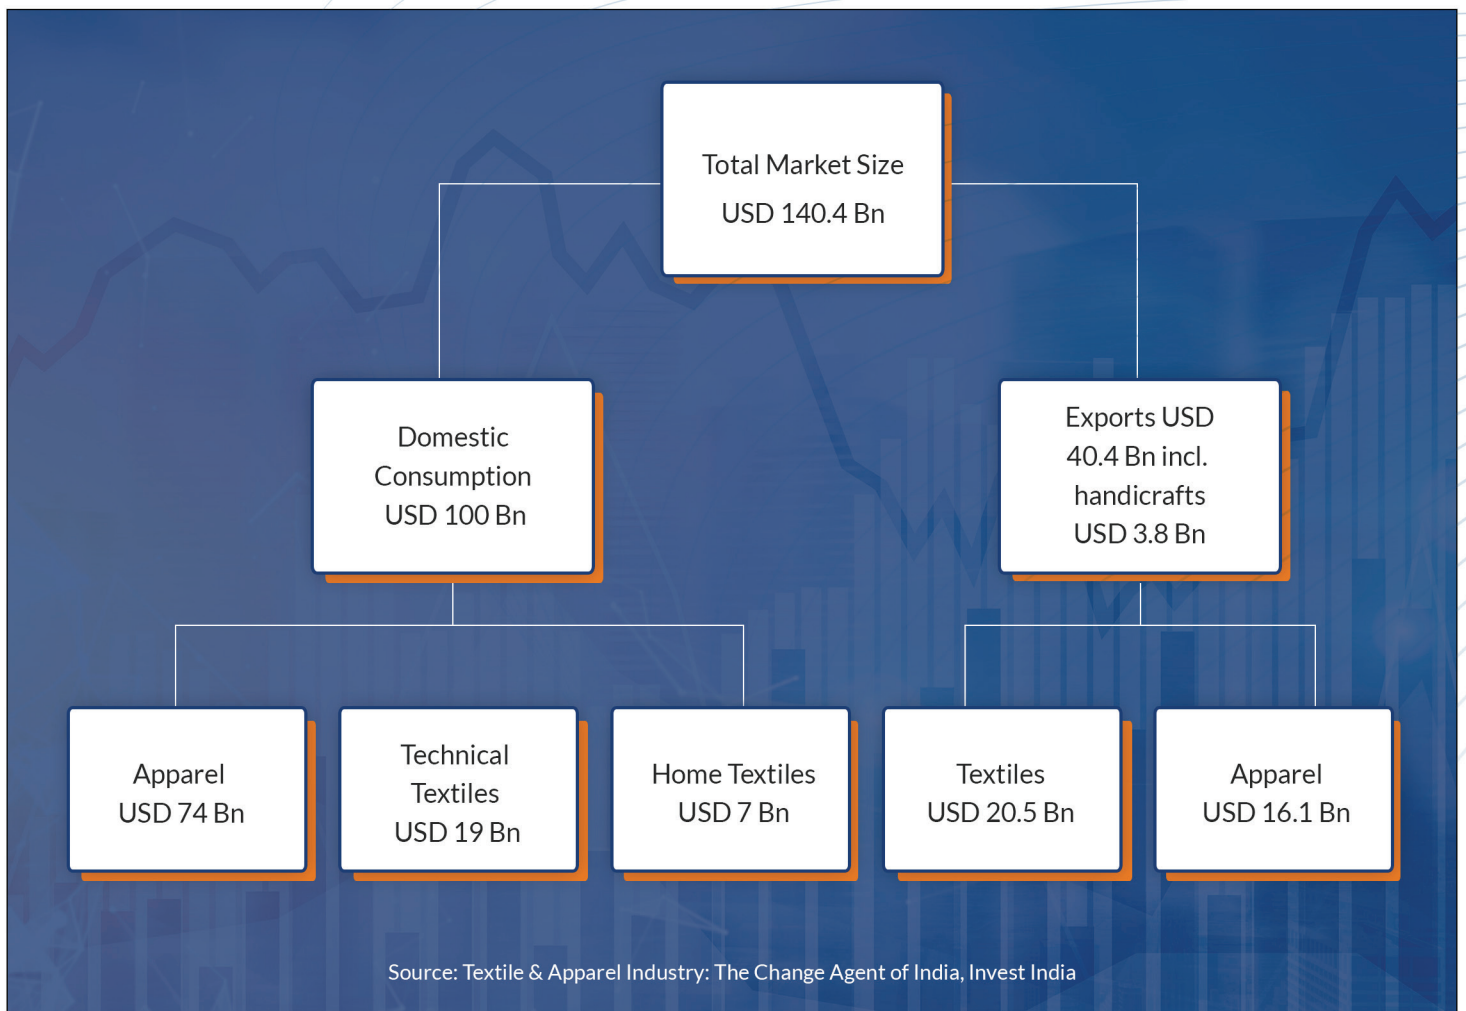 Total Market Size
USD 140.4 Bn
Domestic
Consumption
USD 100 Bn
Exports USD
40.4 Bn incl.
handicrafts
USD 3.8 Bn
Apparel
USD 74 Bn
Technical
Textiles
USD 19 Bn
Home Textiles
USD 7 Bn
Textiles
USD 20.5 Bn
Apparel
USD 16.1 Bn
Source: Textile & Apparel Industry: The Change Agent of India, Invest India